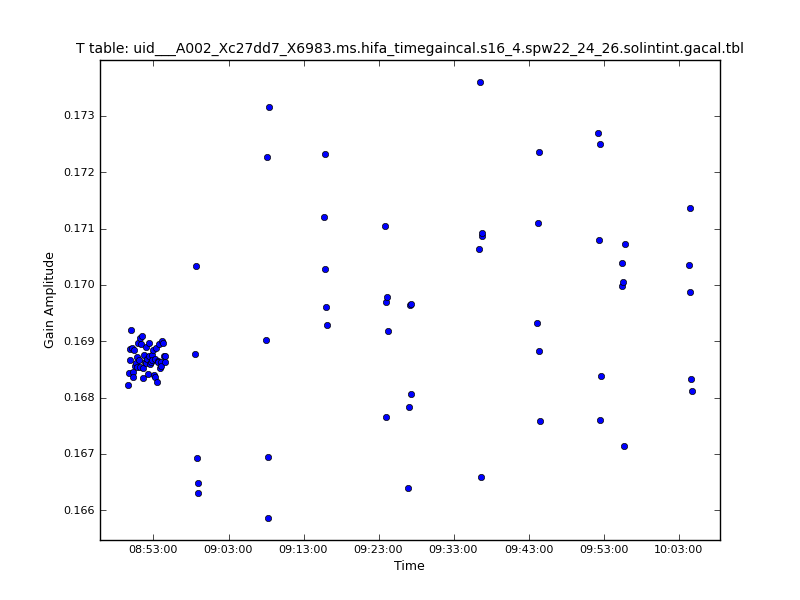 T table: uid___A002_Xc27dd7_X6983.ms.hifa_timegaincal.s16_4.spw22_24_26.solintint.gacal.tbl
0.173
0.172
0.171
0.170
0.169
0.168
0.167
0.166
Gain Amplitude
08:53:00 09:03:00 09:13:00 09:23:00 09:33:00 09:43:00 09:53:00 10:03:00
Time